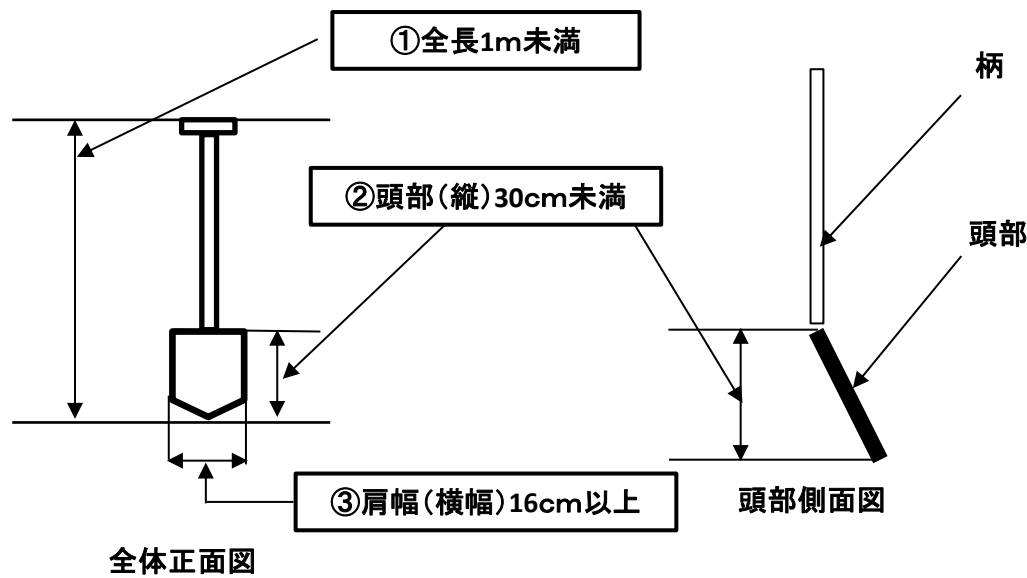 ①全長1m未満
柄
②頭部（縦）30cm未満
頭部
③肩幅（横幅）16cm以上
頭部側面図
全体正面図